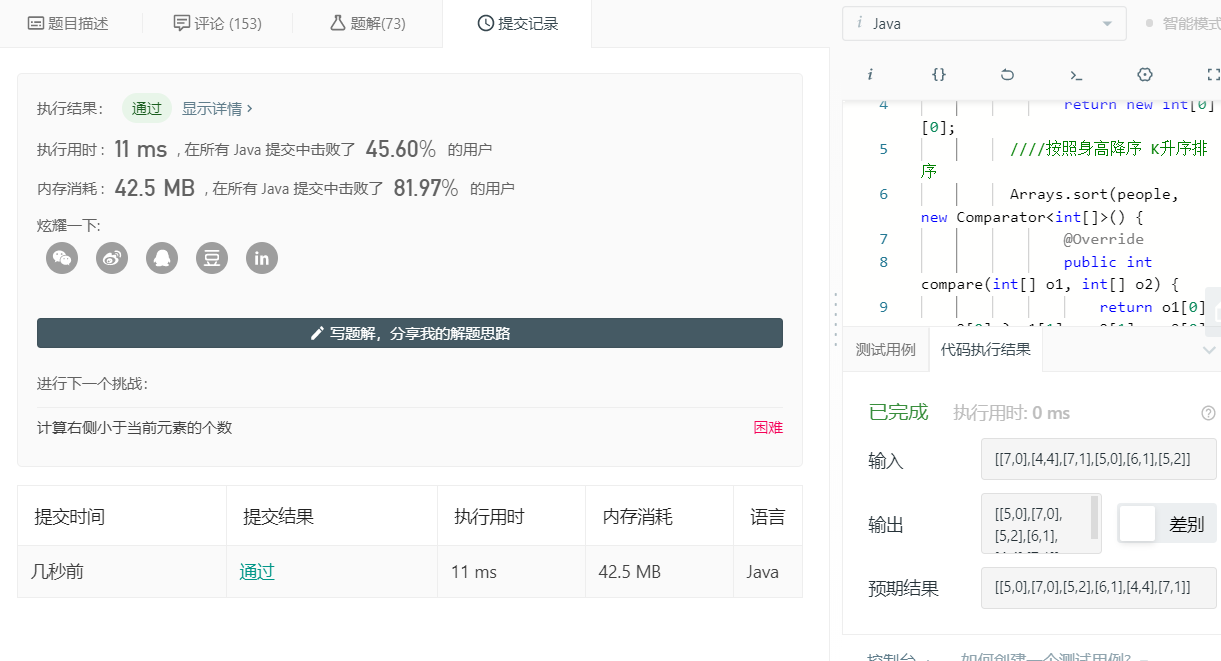 题目描述
评论 (153)
题解(73)
提交记录
执行结果：
通过
显示详情 ›
执行用时： 11 ms ，在所有 Java 提交中击败了 45.60% 的用户
内存消耗： 42.5 MB ，在所有 Java 提交中击败了 81.97% 的用户
炫耀一下:
豆
in
写题解，分享我的解题思路
进行下一个挑战：
计算右侧小于当前元素的个数
困难
提交时间 提交结果 执行用时 内存消耗 语言
几秒前 通过 11 ms 42.5 MB Java
i Java
智能模式
i {} >_
4 return new int[0]
[0];
5 ////按照身高降序 K升序排
序
6 Arrays.sort(people,
new Comparator<int[]>() {
7 @Override
8 public int
compare(int[] o1, int[] o2) {
9 return o1[0]
测试用例
代码执行结果
已完成 执行用时: 0 ms
输入
[[7,0],[4,4],[7,1],[5,0],[6,1],[5,2]]
输出
[[5,0],[7,0],
[5,2],[6,1],
差别
预期结果
[[5,0],[7,0],[5,2],[6,1],[4,4],[7,1]]
控制台
如何创建一个测试用例?